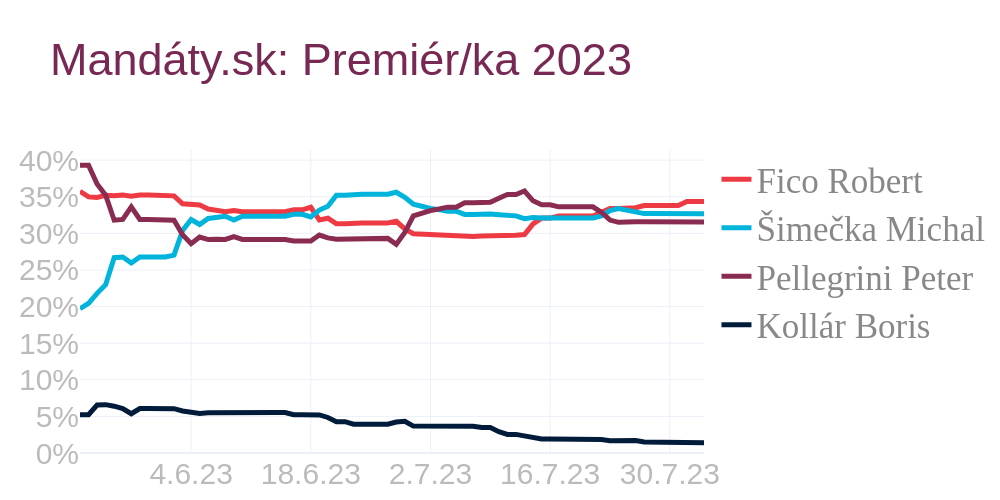 Mandáty.sk: Premiér/ka 2023
40%
35%
30%
25%
20%
15%
10%
5%
0%
4.6.23 18.6.23 2.7.23 16.7.23 30.7.23
Fico Robert
Šimečka Michal
Pellegrini Peter
Kollár Boris